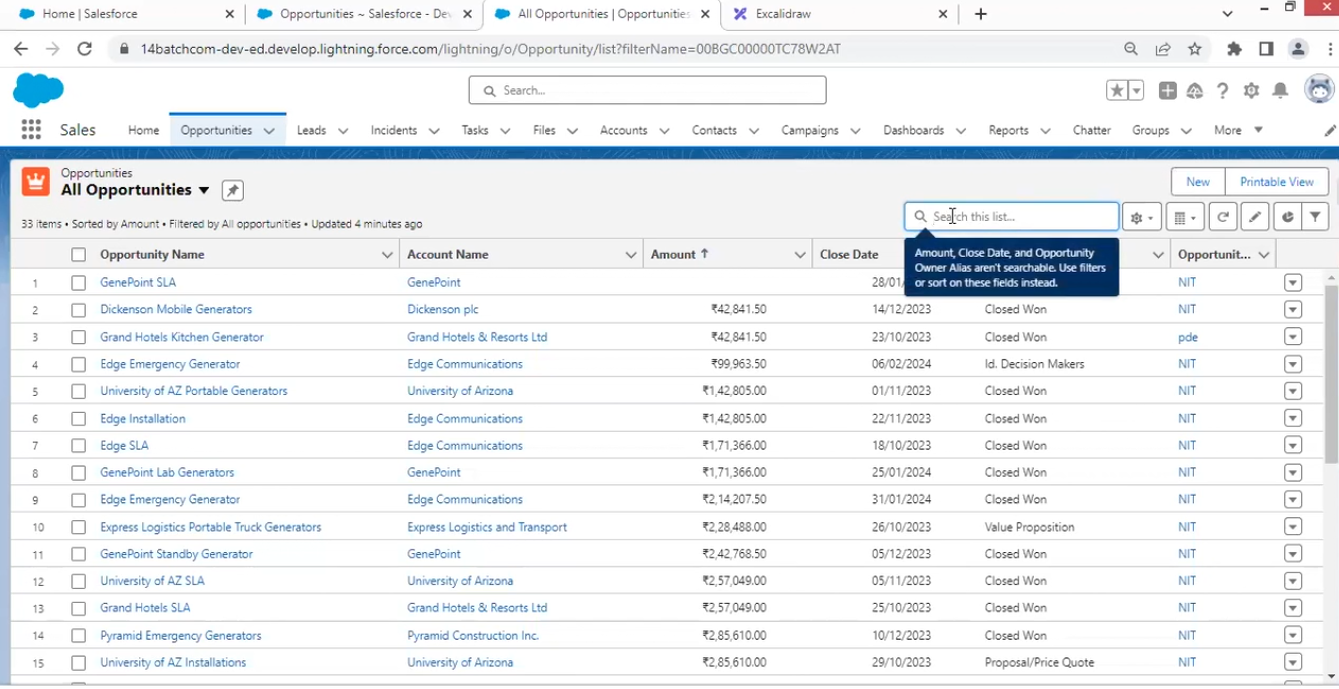 Home | Salesforce
Opportunities ~ Salesforce - Dev
All Opportunities | Opportunities
Excalidraw
14batchcom-dev-ed.develop.lightning.force.com/lightning/o/Opportunity/list?filterName=00BGC00000TC78W2AT
Search...
Sales Home Opportunities Leads Incidents Tasks Files Accounts Contacts Campaigns Dashboards Reports Chatter Groups More
Opportunities
All Opportunities
New Printable View
33 items • Sorted by Amount • Filtered by All opportunities • Updated 4 minutes ago
Search this list...
Opportunity Name Account Name Amount ↑ Close Date Opportunit...
Amount, Close Date, and Opportunity
Owner Alias aren't searchable. Use filters
or sort on these fields instead.
1 GenePoint SLA GenePoint 28/01/ NIT
2 Dickenson Mobile Generators Dickenson plc ₹42,841.50 14/12/2023 Closed Won NIT
3 Grand Hotels Kitchen Generator Grand Hotels & Resorts Ltd ₹42,841.50 23/10/2023 Closed Won pde
4 Edge Emergency Generator Edge Communications ₹99,963.50 06/02/2024 Id. Decision Makers NIT
5 University of AZ Portable Generators University of Arizona ₹1,42,805.00 01/11/2023 Closed Won NIT
6 Edge Installation Edge Communications ₹1,42,805.00 22/11/2023 Closed Won NIT
7 Edge SLA Edge Communications ₹1,71,366.00 18/10/2023 Closed Won NIT
8 GenePoint Lab Generators GenePoint ₹1,71,366.00 25/01/2024 Closed Won NIT
9 Edge Emergency Generator Edge Communications ₹2,14,207.50 31/01/2024 Closed Won NIT
10 Express Logistics Portable Truck Generators Express Logistics and Transport ₹2,28,488.00 26/10/2023 Value Proposition NIT
11 GenePoint Standby Generator GenePoint ₹2,42,768.50 05/12/2023 Closed Won NIT
12 University of AZ SLA University of Arizona ₹2,57,049.00 05/11/2023 Closed Won NIT
13 Grand Hotels SLA Grand Hotels & Resorts Ltd ₹2,57,049.00 25/10/2023 Closed Won NIT
14 Pyramid Emergency Generators Pyramid Construction Inc. ₹2,85,610.00 10/12/2023 Closed Won NIT
15 University of AZ Installations University of Arizona ₹2,85,610.00 29/10/2023 Proposal/Price Quote NIT